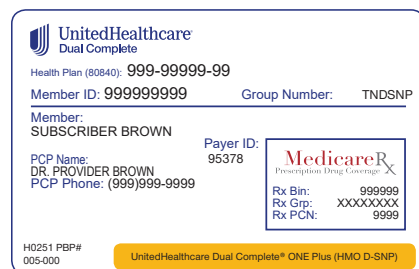 UnitedHealthcare®
Dual Complete
Health Plan (80840): 999-99999-99
Member ID: 999999999 Group Number: TNDSNP
Member:
SUBSCRIBER BROWN
Payer ID:
95378
PCP Name:
DR. PROVIDER BROWN
PCP Phone: (999)999-9999
MedicareRx
Prescription Drug Coverage
Rx Bin: 999999
Rx Grp: XXXXXXXX
Rx PCN: 9999
H0251 PBP#
005-000
UnitedHealthcare Dual Complete® ONE Plus (HMO D-SNP)